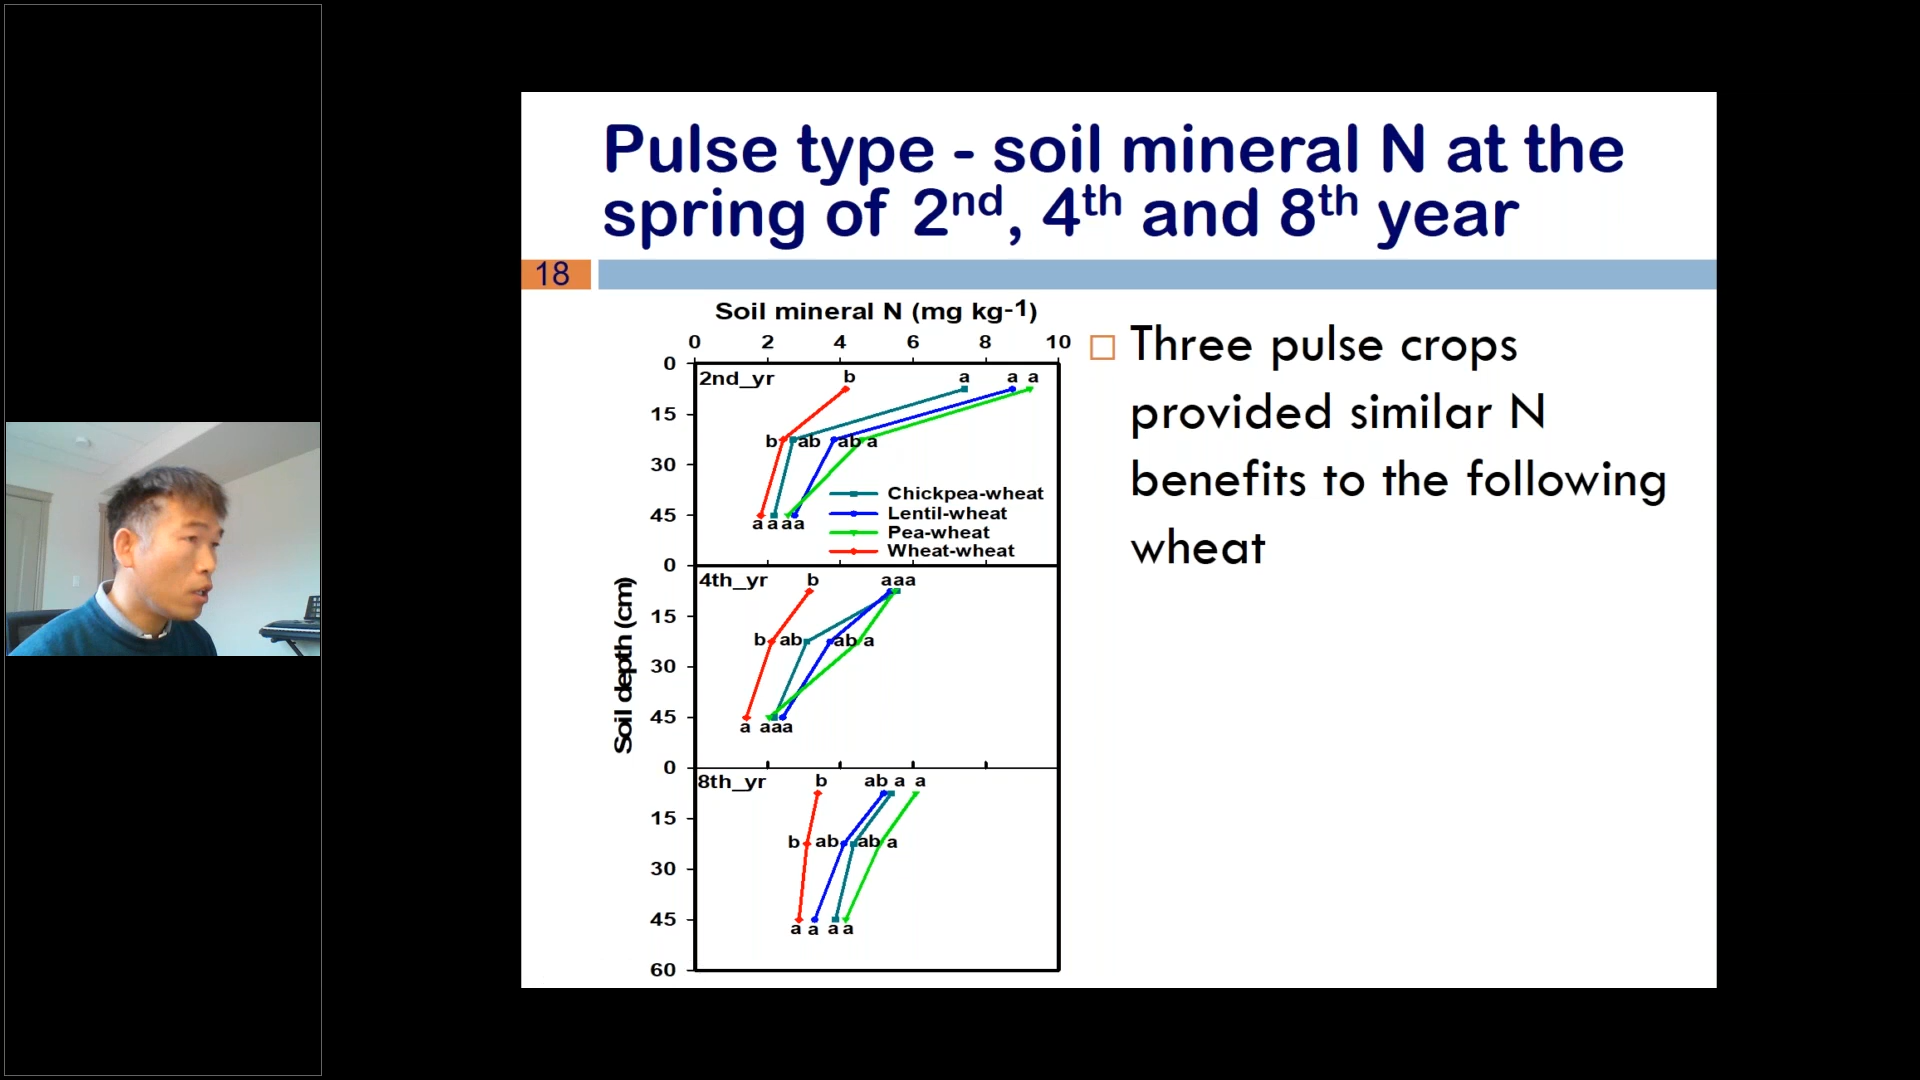 Pulse type - soil mineral N at the
spring of 2nd, 4th and 8th year
18
Soil mineral N (mg kg-1)
0 2 4 6 8 10
Soil depth (cm)
0
15
30
45
2nd_yr
b a a a
b ab ab a
a a a a
Chickpea-wheat
Lentil-wheat
Pea-wheat
Wheat-wheat
0
15
30
45
4th_yr
b a a a
b ab ab a
a a a a
0
15
30
45
60
8th_yr
b ab a a
b ab ab a
a a a a
Three pulse crops
provided similar N
benefits to the following
wheat